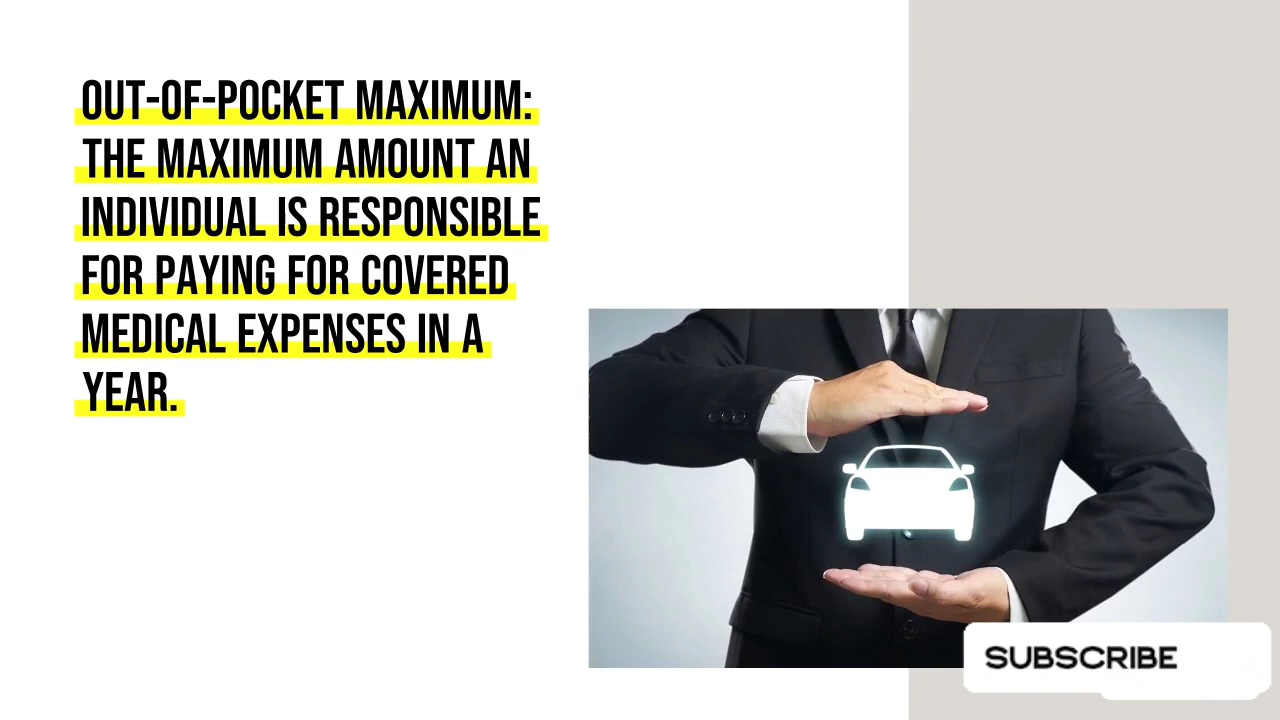 OUT-OF-POCKET MAXIMUM:
THE MAXIMUM AMOUNT AN
INDIVIDUAL IS RESPONSIBLE
FOR PAYING FOR COVERED
MEDICAL EXPENSES IN A
YEAR.
SUBSCRIBE